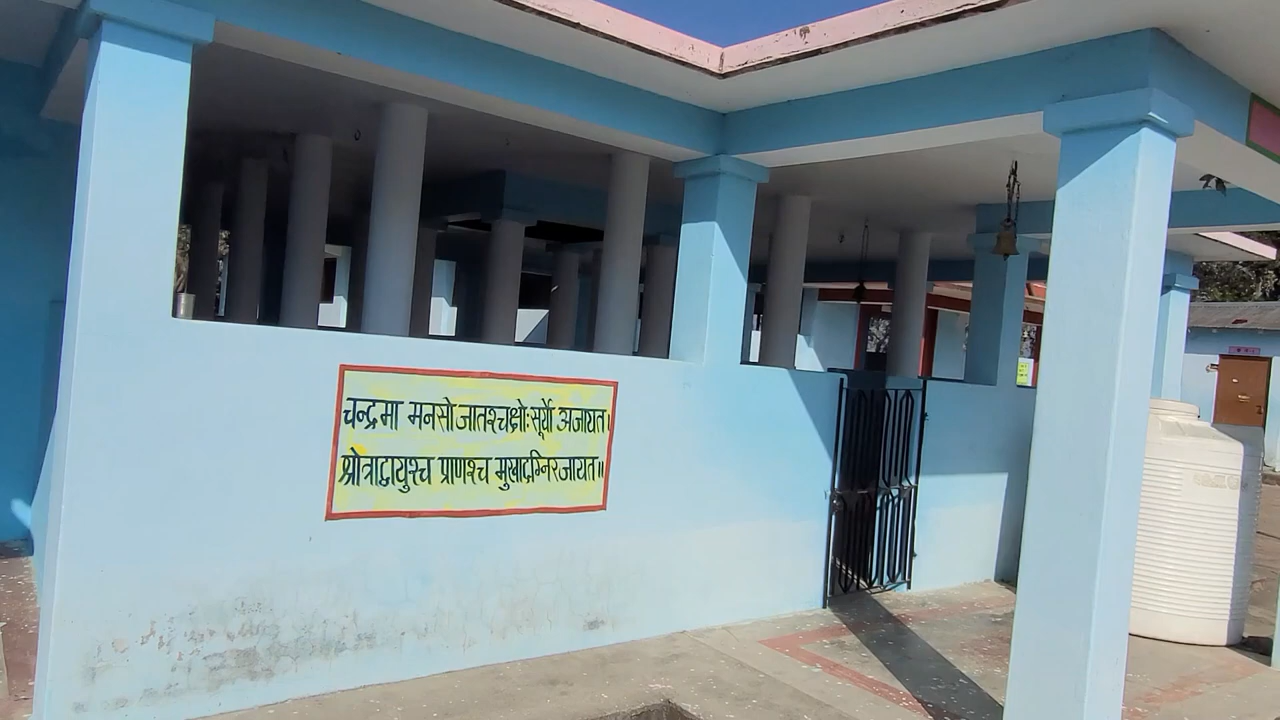 चन्द्रमा मनसो जातश्चक्षोः सूर्यो अजायत।
श्रोत्राद्वायुश्च प्राणश्च मुखादग्निरजायत॥